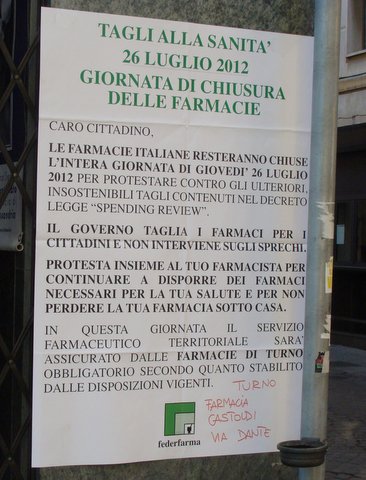 TAGLI ALLA SANITA'
26 LUGLIO 2012
GIORNATA DI CHIUSURA
DELLE FARMACIE
CARO CITTADINO,
LE FARMACIE ITALIANE RESTERANNO CHIUSE
L'INTERA GIORNATA DI GIOVEDI' 26 LUGLIO
2012 PER PROTESTARE CONTRO GLI ULTERIORI,
INSOSTENIBILI TAGLI CONTENUTI NEL DECRETO
LEGGE "SPENDING REVIEW".
IL GOVERNO TAGLIA I FARMACI PER I
CITTADINI E NON INTERVIENE SUGLI SPRECHI.
PROTESTA INSIEME AL TUO FARMACISTA PER
CONTINUARE A DISPORRE DEI FARMACI
NECESSARI PER LA TUA SALUTE E PER NON
PERDERE LA TUA FARMACIA SOTTO CASA.
IN QUESTA GIORNATA IL SERVIZIO
FARMACEUTICO TERRITORIALE SARA'
ASSICURATO DALLE FARMACIE DI TURNO
OBBLIGATORIO SECONDO QUANTO STABILITO
DALLE DISPOSIZIONI VIGENTI.
TURNO
FARMACIA
GASTOLDI
VIA DANTE
federfarma